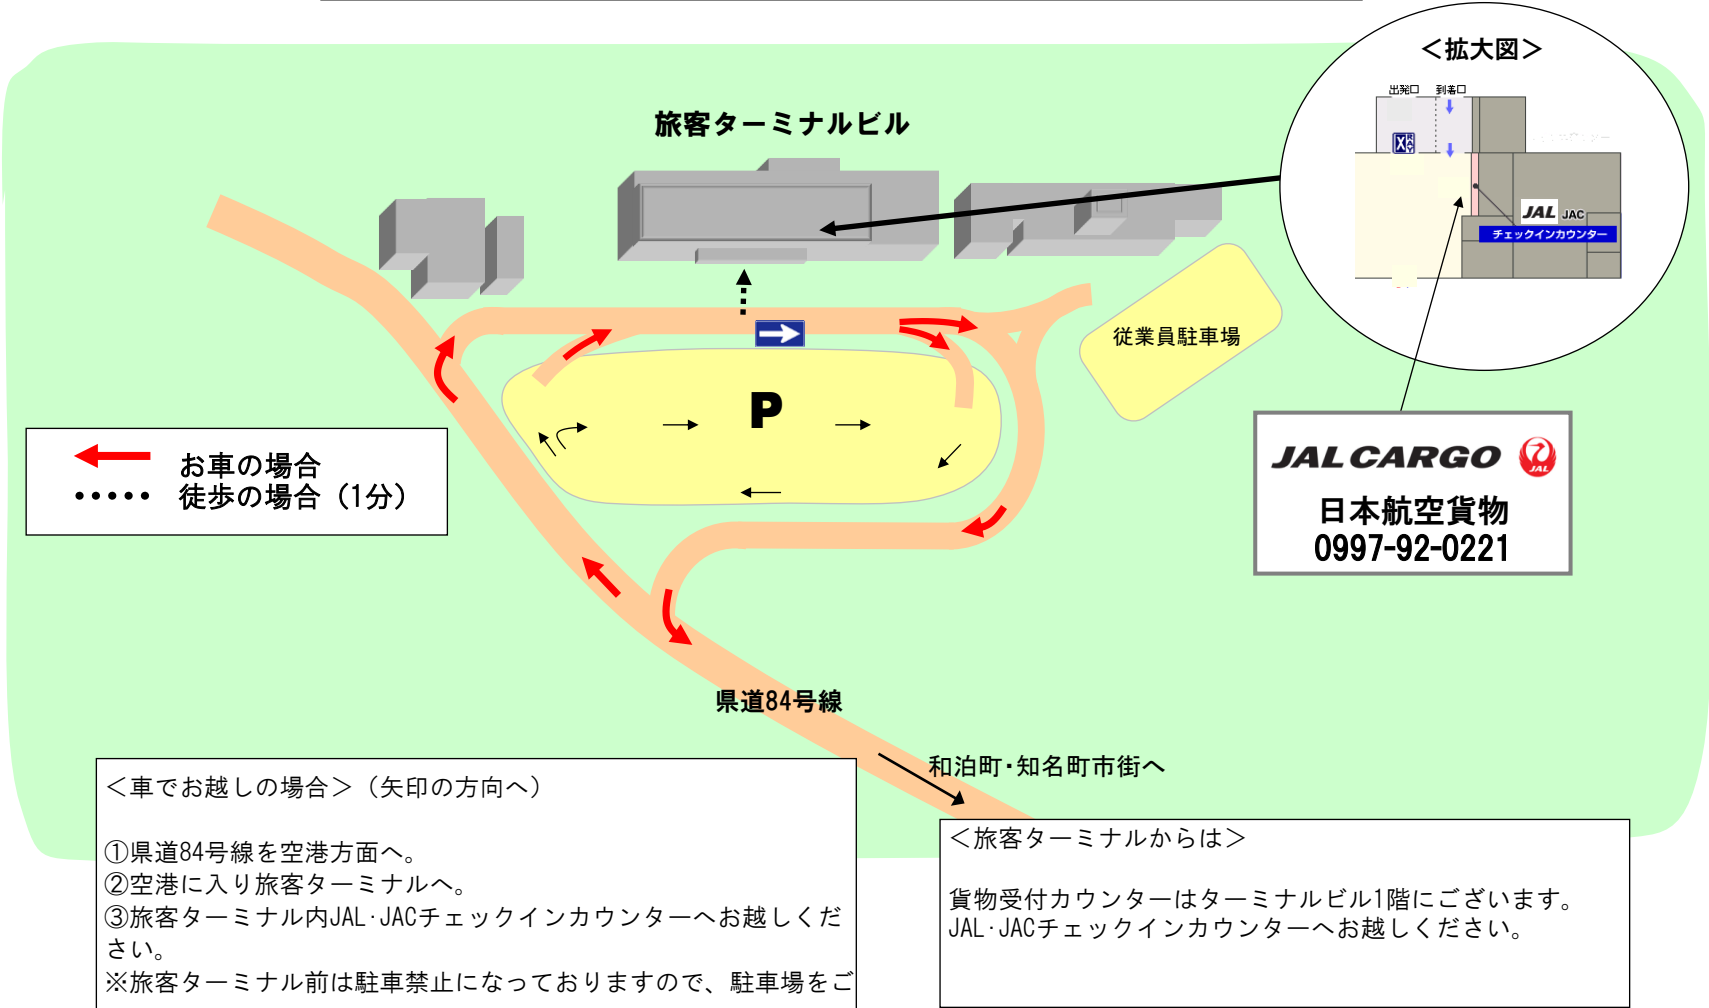 ＜拡大図＞
出発口 到着口
X RAY
JAL JAC
チェックインカウンター
旅客ターミナルビル
従業員駐車場
P
お車の場合
徒歩の場合（1分）
JAL CARGO JAL
日本航空貨物
0997-92-0221
県道84号線
和泊町・知名町市街へ
＜車でお越しの場合＞（矢印の方向へ）
①県道84号線を空港方面へ。
②空港に入り旅客ターミナルへ。
③旅客ターミナル内JAL・JACチェックインカウンターへお越しくだ
さい。
※旅客ターミナル前は駐車禁止になっておりますので、駐車場をご
＜旅客ターミナルからは＞
貨物受付カウンターはターミナルビル1階にございます。
JAL・JACチェックインカウンターへお越しください。